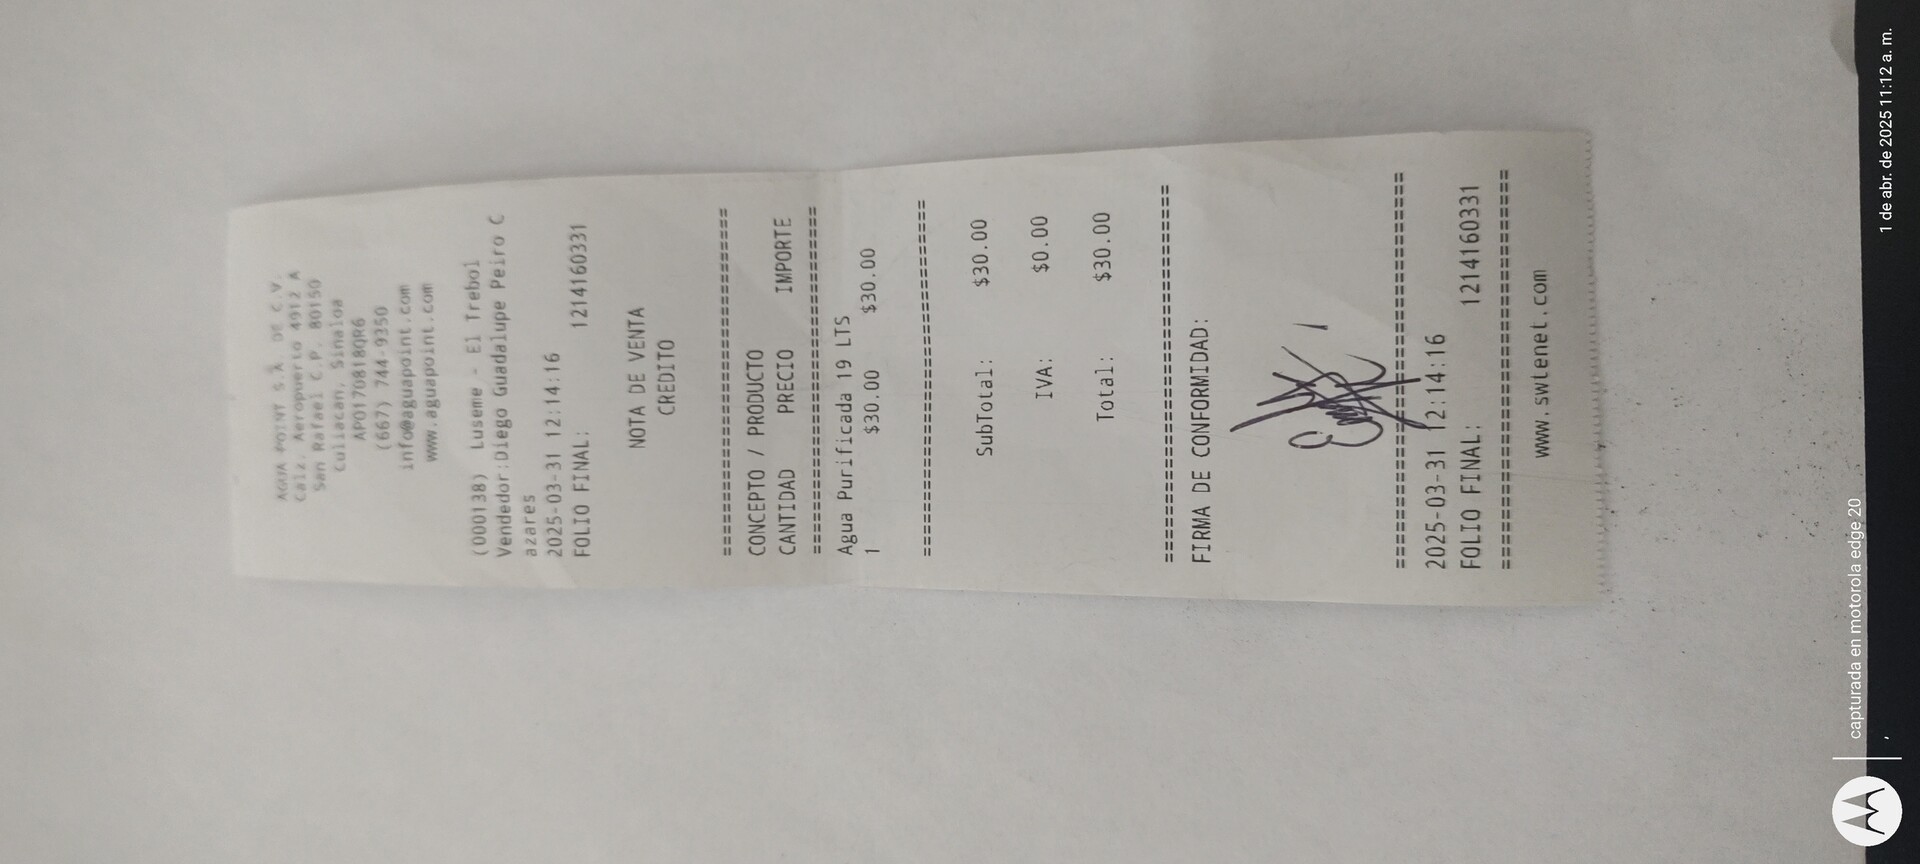 AGUA POINT S.A. DE C.V.
Calz. Aeropuerto 4912 A
San Rafael C.P. 80150
Culiacan, Sinaloa
APO170818QR6
(667) 744-9350
info@aguapoint.com
www.aguapoint.com
(000138) Luseme - El Trebol
Vendedor:Diego Guadalupe Peiro C
azares
2025-03-31 12:14:16
FOLIO FINAL: 1214160331
NOTA DE VENTA
CREDITO
================================
CONCEPTO / PRODUCTO
CANTIDAD PRECIO IMPORTE
================================
Agua Purificada 19 LTS
1 $30.00 $30.00
================================
SubTotal: $30.00
IVA: $0.00
Total: $30.00
================================
FIRMA DE CONFORMIDAD:
================================
2025-03-31 12:14:16
FOLIO FINAL: 1214160331
================================
www.swtenet.com
capturada en motorola edge 20
1 de abr. de 2025 11:12 a. m.